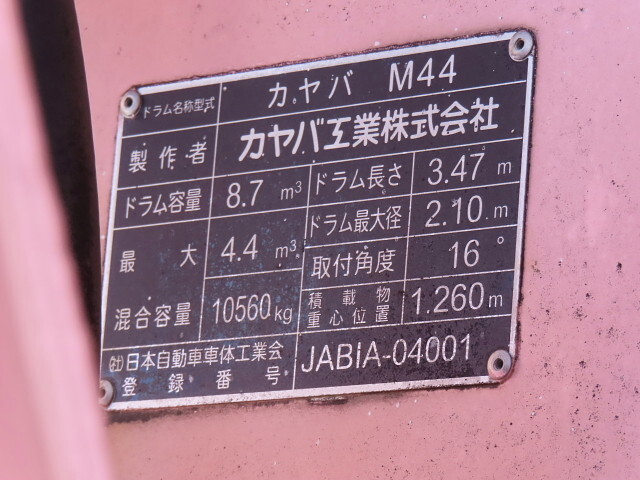 ドラム名称型式 カヤバ M44
製作者 カヤバ工業株式会社
ドラム容量 8.7 m³ ドラム長さ 3.47 m
最大 4.4 m³ ドラム最大径 2.10 m
混合容量 10560kg 取付角度 16°
積載物
重心位置 1.260m
㈳日本自動車車体工業会
登録番号 JABIA-04001